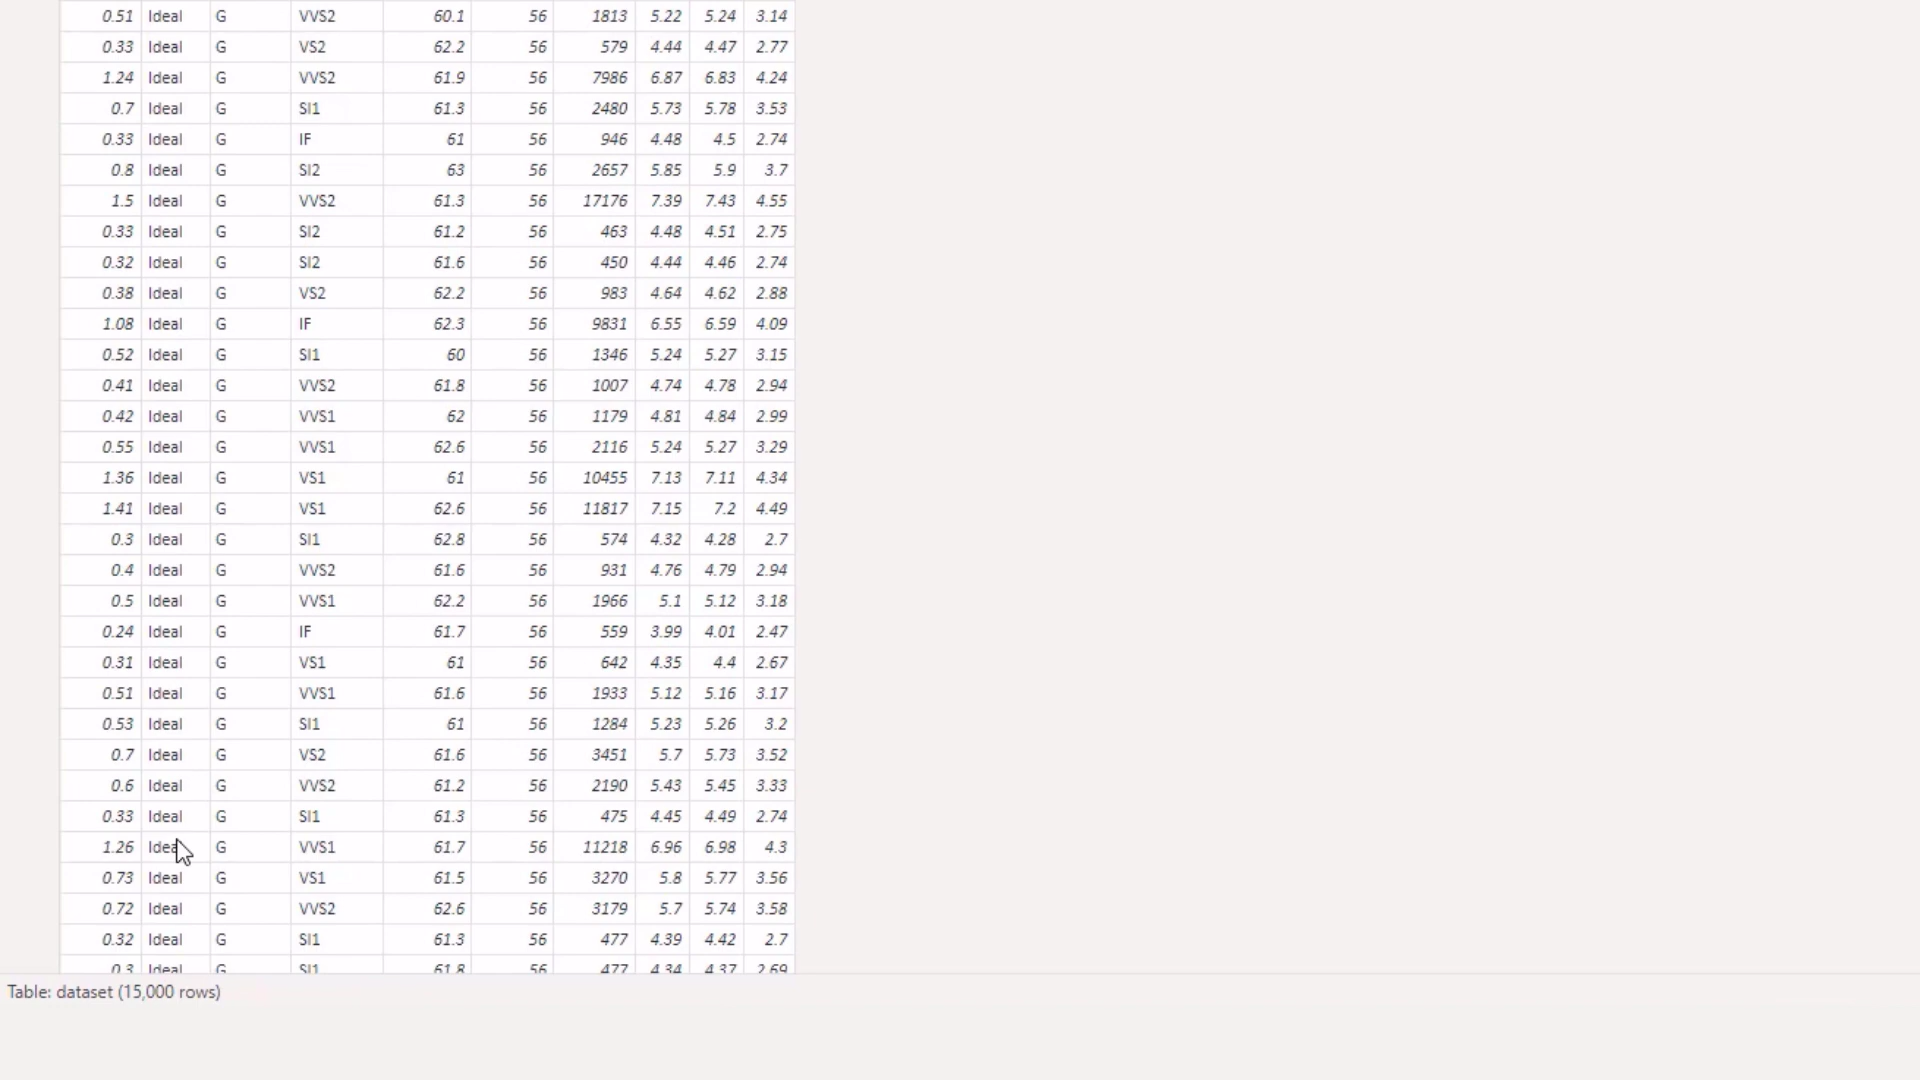 0.51 Ideal G VVS2 60.1 56 1813 5.22 5.24 3.14
0.33 Ideal G VS2 62.2 56 579 4.44 4.47 2.77
1.24 Ideal G VVS2 61.9 56 7986 6.87 6.83 4.24
0.7 Ideal G SI1 61.3 56 2480 5.73 5.78 3.53
0.33 Ideal G IF 61 56 946 4.48 4.5 2.74
0.8 Ideal G SI2 63 56 2657 5.85 5.9 3.7
1.5 Ideal G VVS2 61.3 56 17176 7.39 7.43 4.55
0.33 Ideal G SI2 61.2 56 463 4.48 4.51 2.75
0.32 Ideal G SI2 61.6 56 450 4.44 4.46 2.74
0.38 Ideal G VS2 62.2 56 983 4.64 4.62 2.88
1.08 Ideal G IF 62.3 56 9831 6.55 6.59 4.09
0.52 Ideal G SI1 60 56 1346 5.24 5.27 3.15
0.41 Ideal G VVS2 61.8 56 1007 4.74 4.78 2.94
0.42 Ideal G VVS1 62 56 1179 4.81 4.84 2.99
0.55 Ideal G VVS1 62.6 56 2116 5.24 5.27 3.29
1.36 Ideal G VS1 61 56 10455 7.13 7.11 4.34
1.41 Ideal G VS1 62.6 56 11817 7.15 7.2 4.49
0.3 Ideal G SI1 62.8 56 574 4.32 4.28 2.7
0.4 Ideal G VVS2 61.6 56 931 4.76 4.79 2.94
0.5 Ideal G VVS1 62.2 56 1966 5.1 5.12 3.18
0.24 Ideal G IF 61.7 56 559 3.99 4.01 2.47
0.31 Ideal G VS1 61 56 642 4.35 4.4 2.67
0.51 Ideal G VVS1 61.6 56 1933 5.12 5.16 3.17
0.53 Ideal G SI1 61 56 1284 5.23 5.26 3.2
0.7 Ideal G VS2 61.6 56 3451 5.7 5.73 3.52
0.6 Ideal G VVS2 61.2 56 2190 5.43 5.45 3.33
0.33 Ideal G SI1 61.3 56 475 4.45 4.49 2.74
1.26 Ideal G VVS1 61.7 56 11218 6.96 6.98 4.3
0.73 Ideal G VS1 61.5 56 3270 5.8 5.77 3.56
0.72 Ideal G VVS2 62.6 56 3179 5.7 5.74 3.58
0.32 Ideal G SI1 61.3 56 477 4.39 4.42 2.7
0.3 Ideal G SI1 61.8 56 477 4.34 4.37 2.69
Table: dataset (15,000 rows)